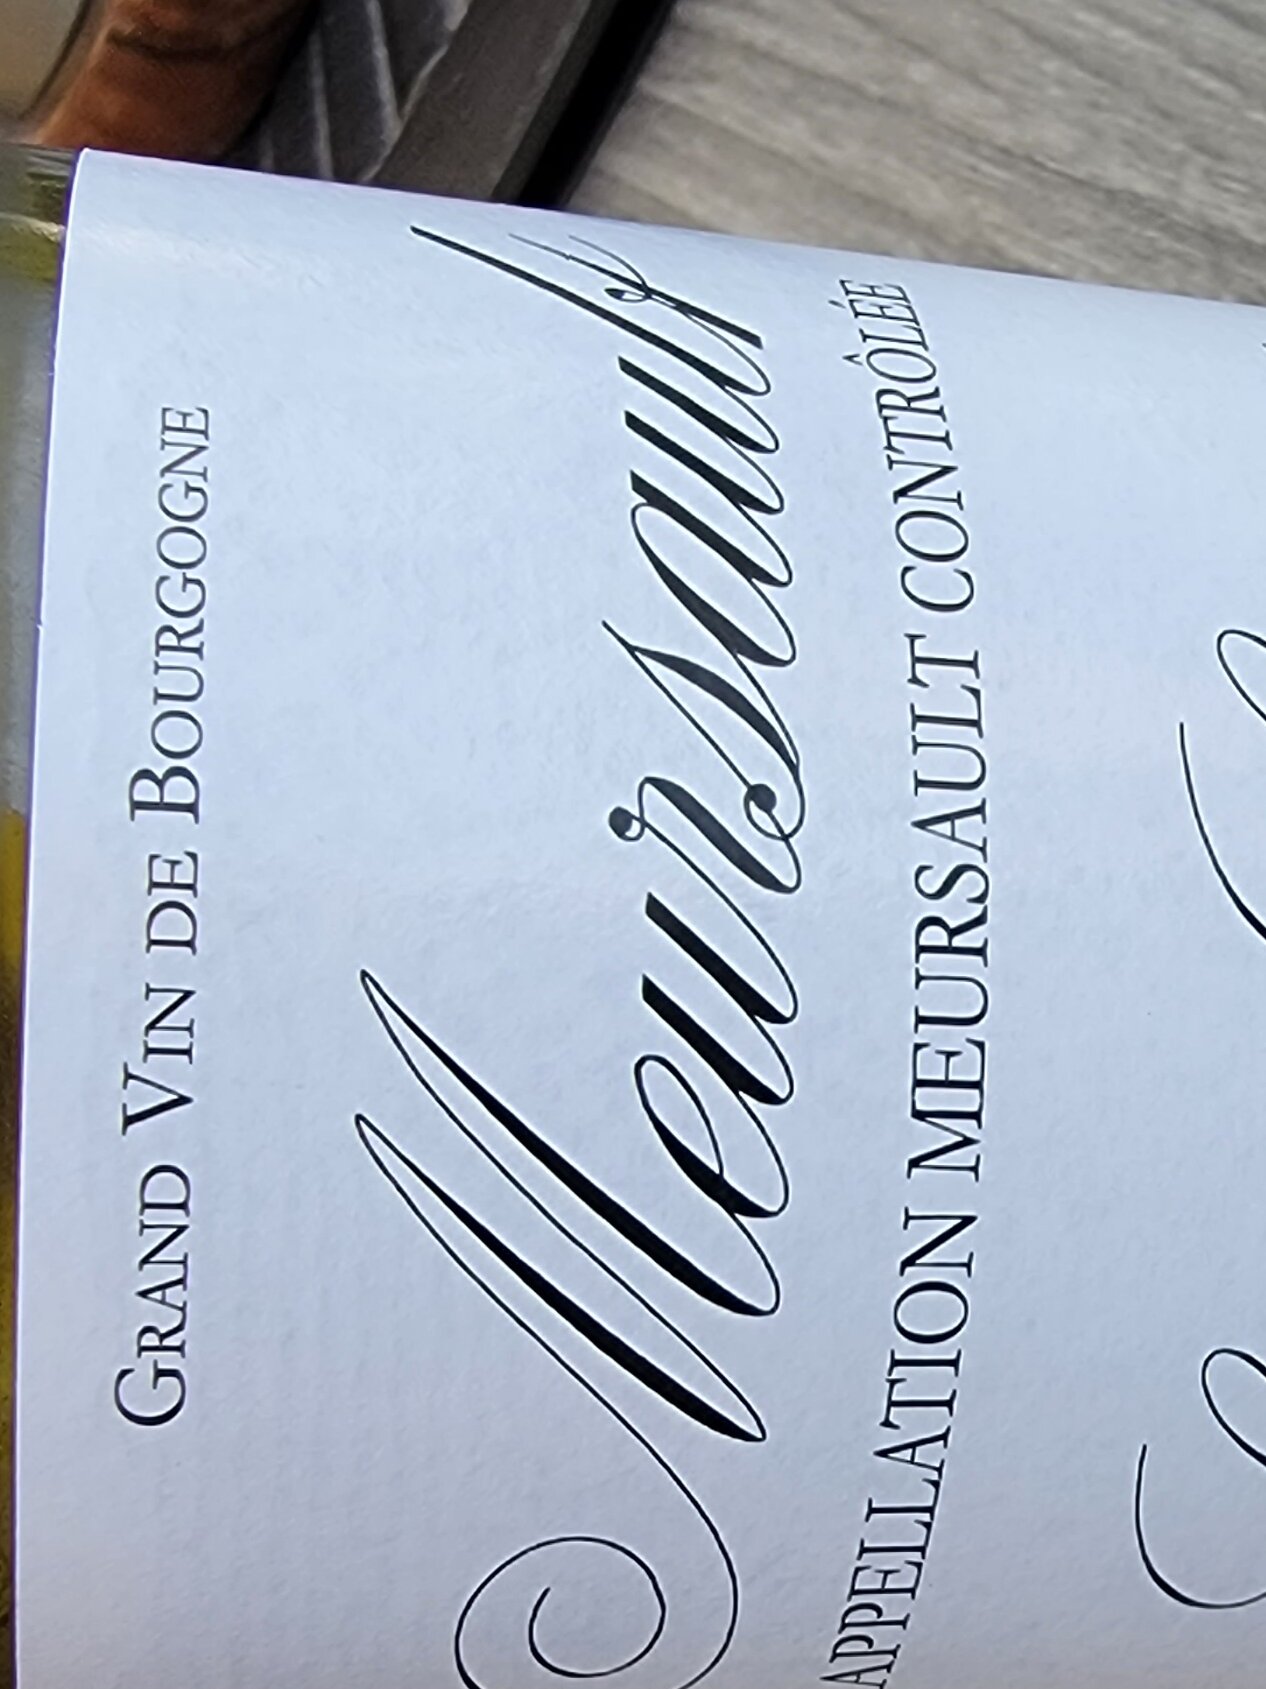 GRAND VIN DE BOURGOGNE
Meursault
APPELLATION MEURSAULT CONTRÔLÉE